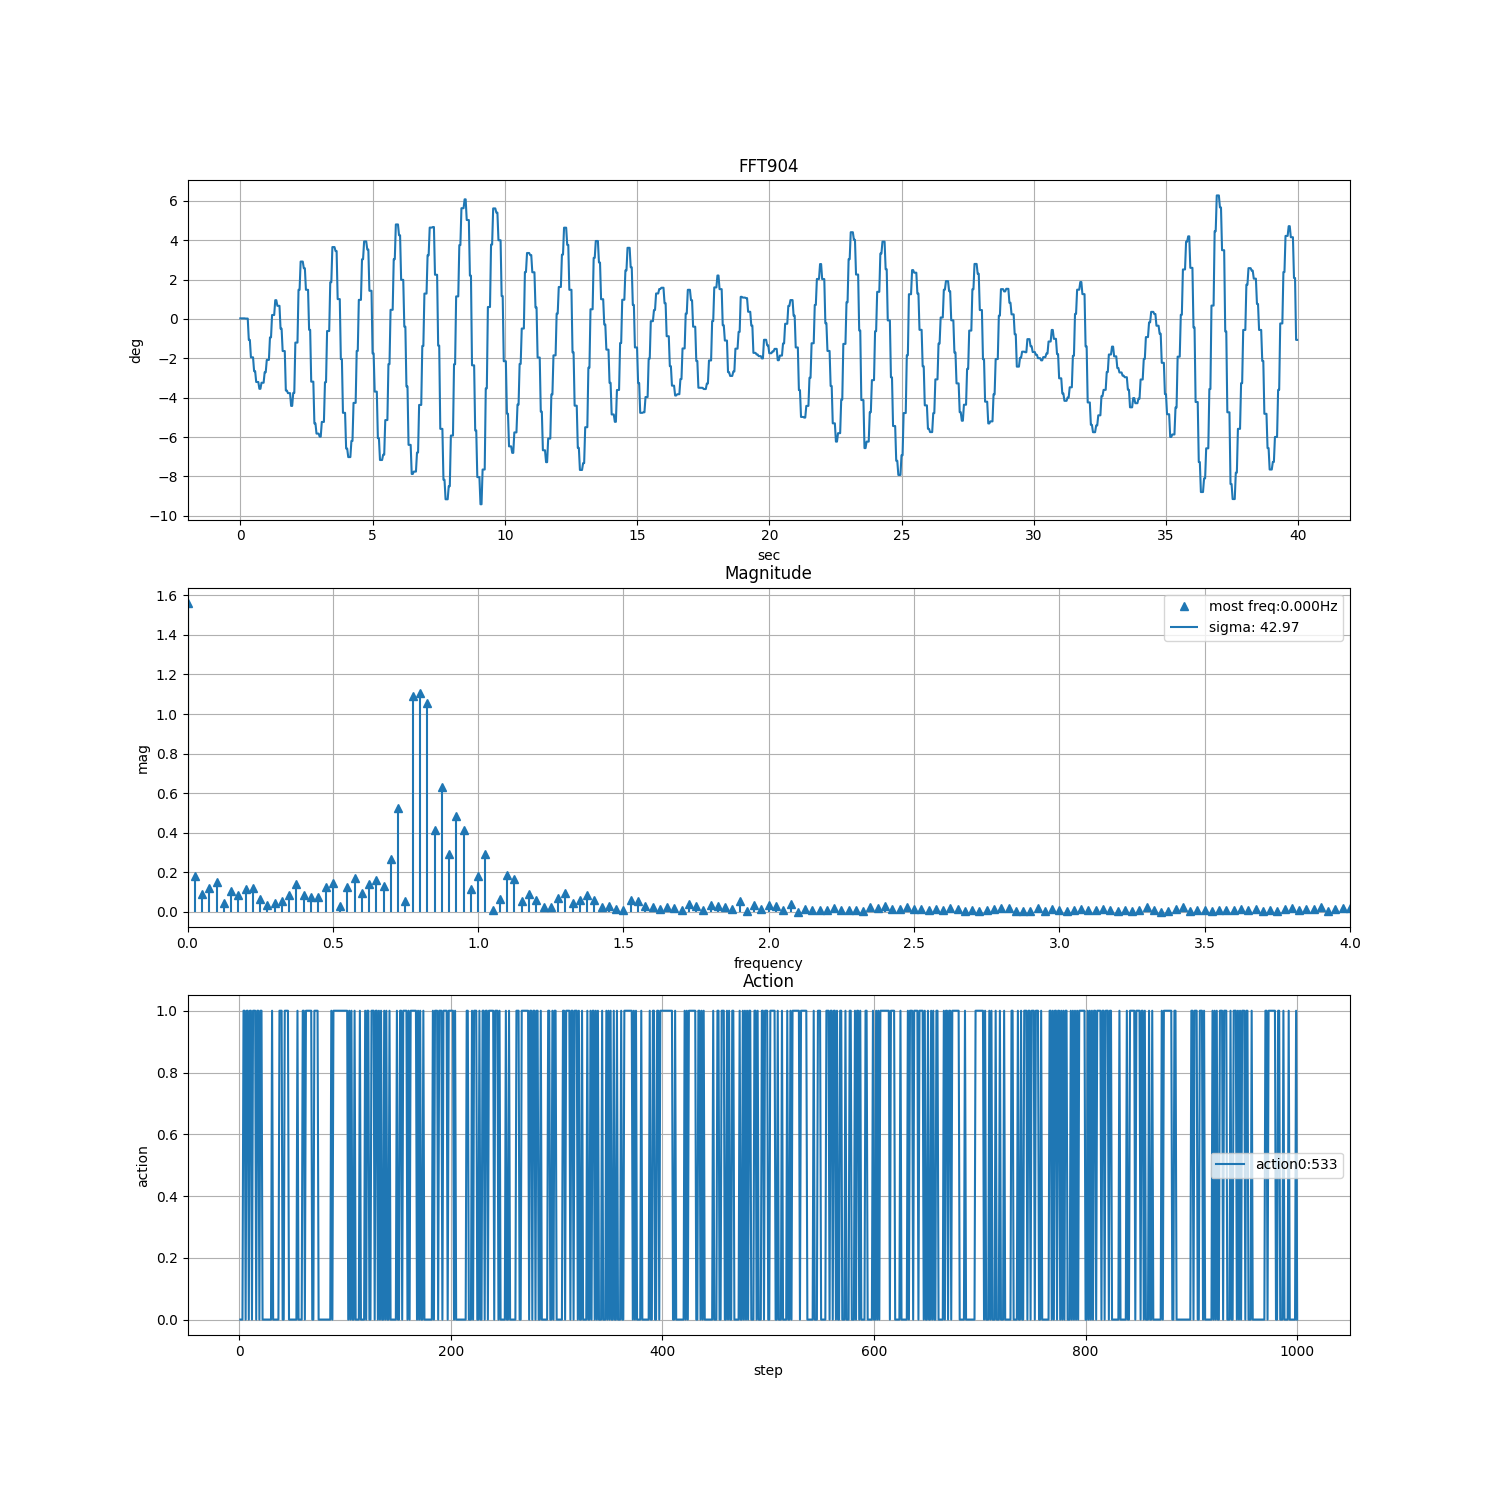 FFT904
6
4
2
0
−2
−4
−6
−8
−10
deg
0 5 10 15 20 25 30 35 40
sec
Magnitude
1.6
1.4
1.2
1.0
0.8
0.6
0.4
0.2
0.0
mag
most freq:0.000Hz
sigma: 42.97
0.0 0.5 1.0 1.5 2.0 2.5 3.0 3.5 4.0
frequency
Action
1.0
0.8
0.6
0.4
0.2
0.0
action
action0:533
0 200 400 600 800 1000
step